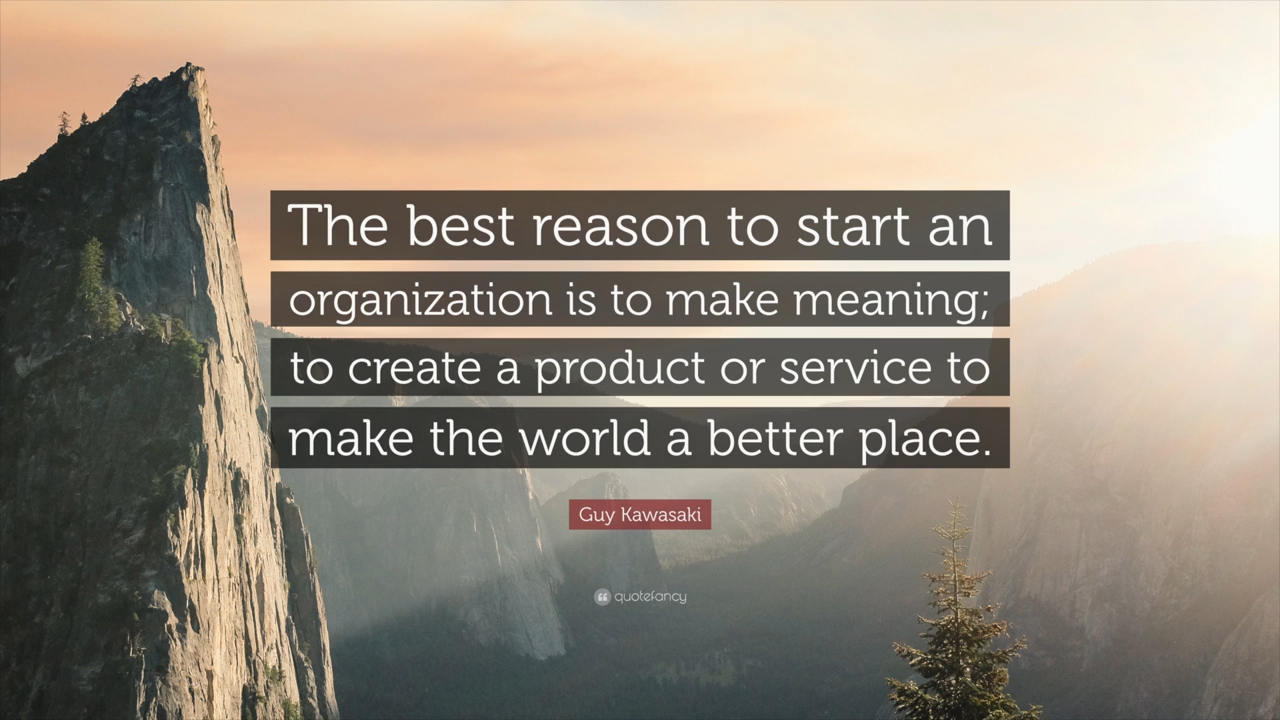 The best reason to start an
organization is to make meaning;
to create a product or service to
make the world a better place.
Guy Kawasaki
quotefancy